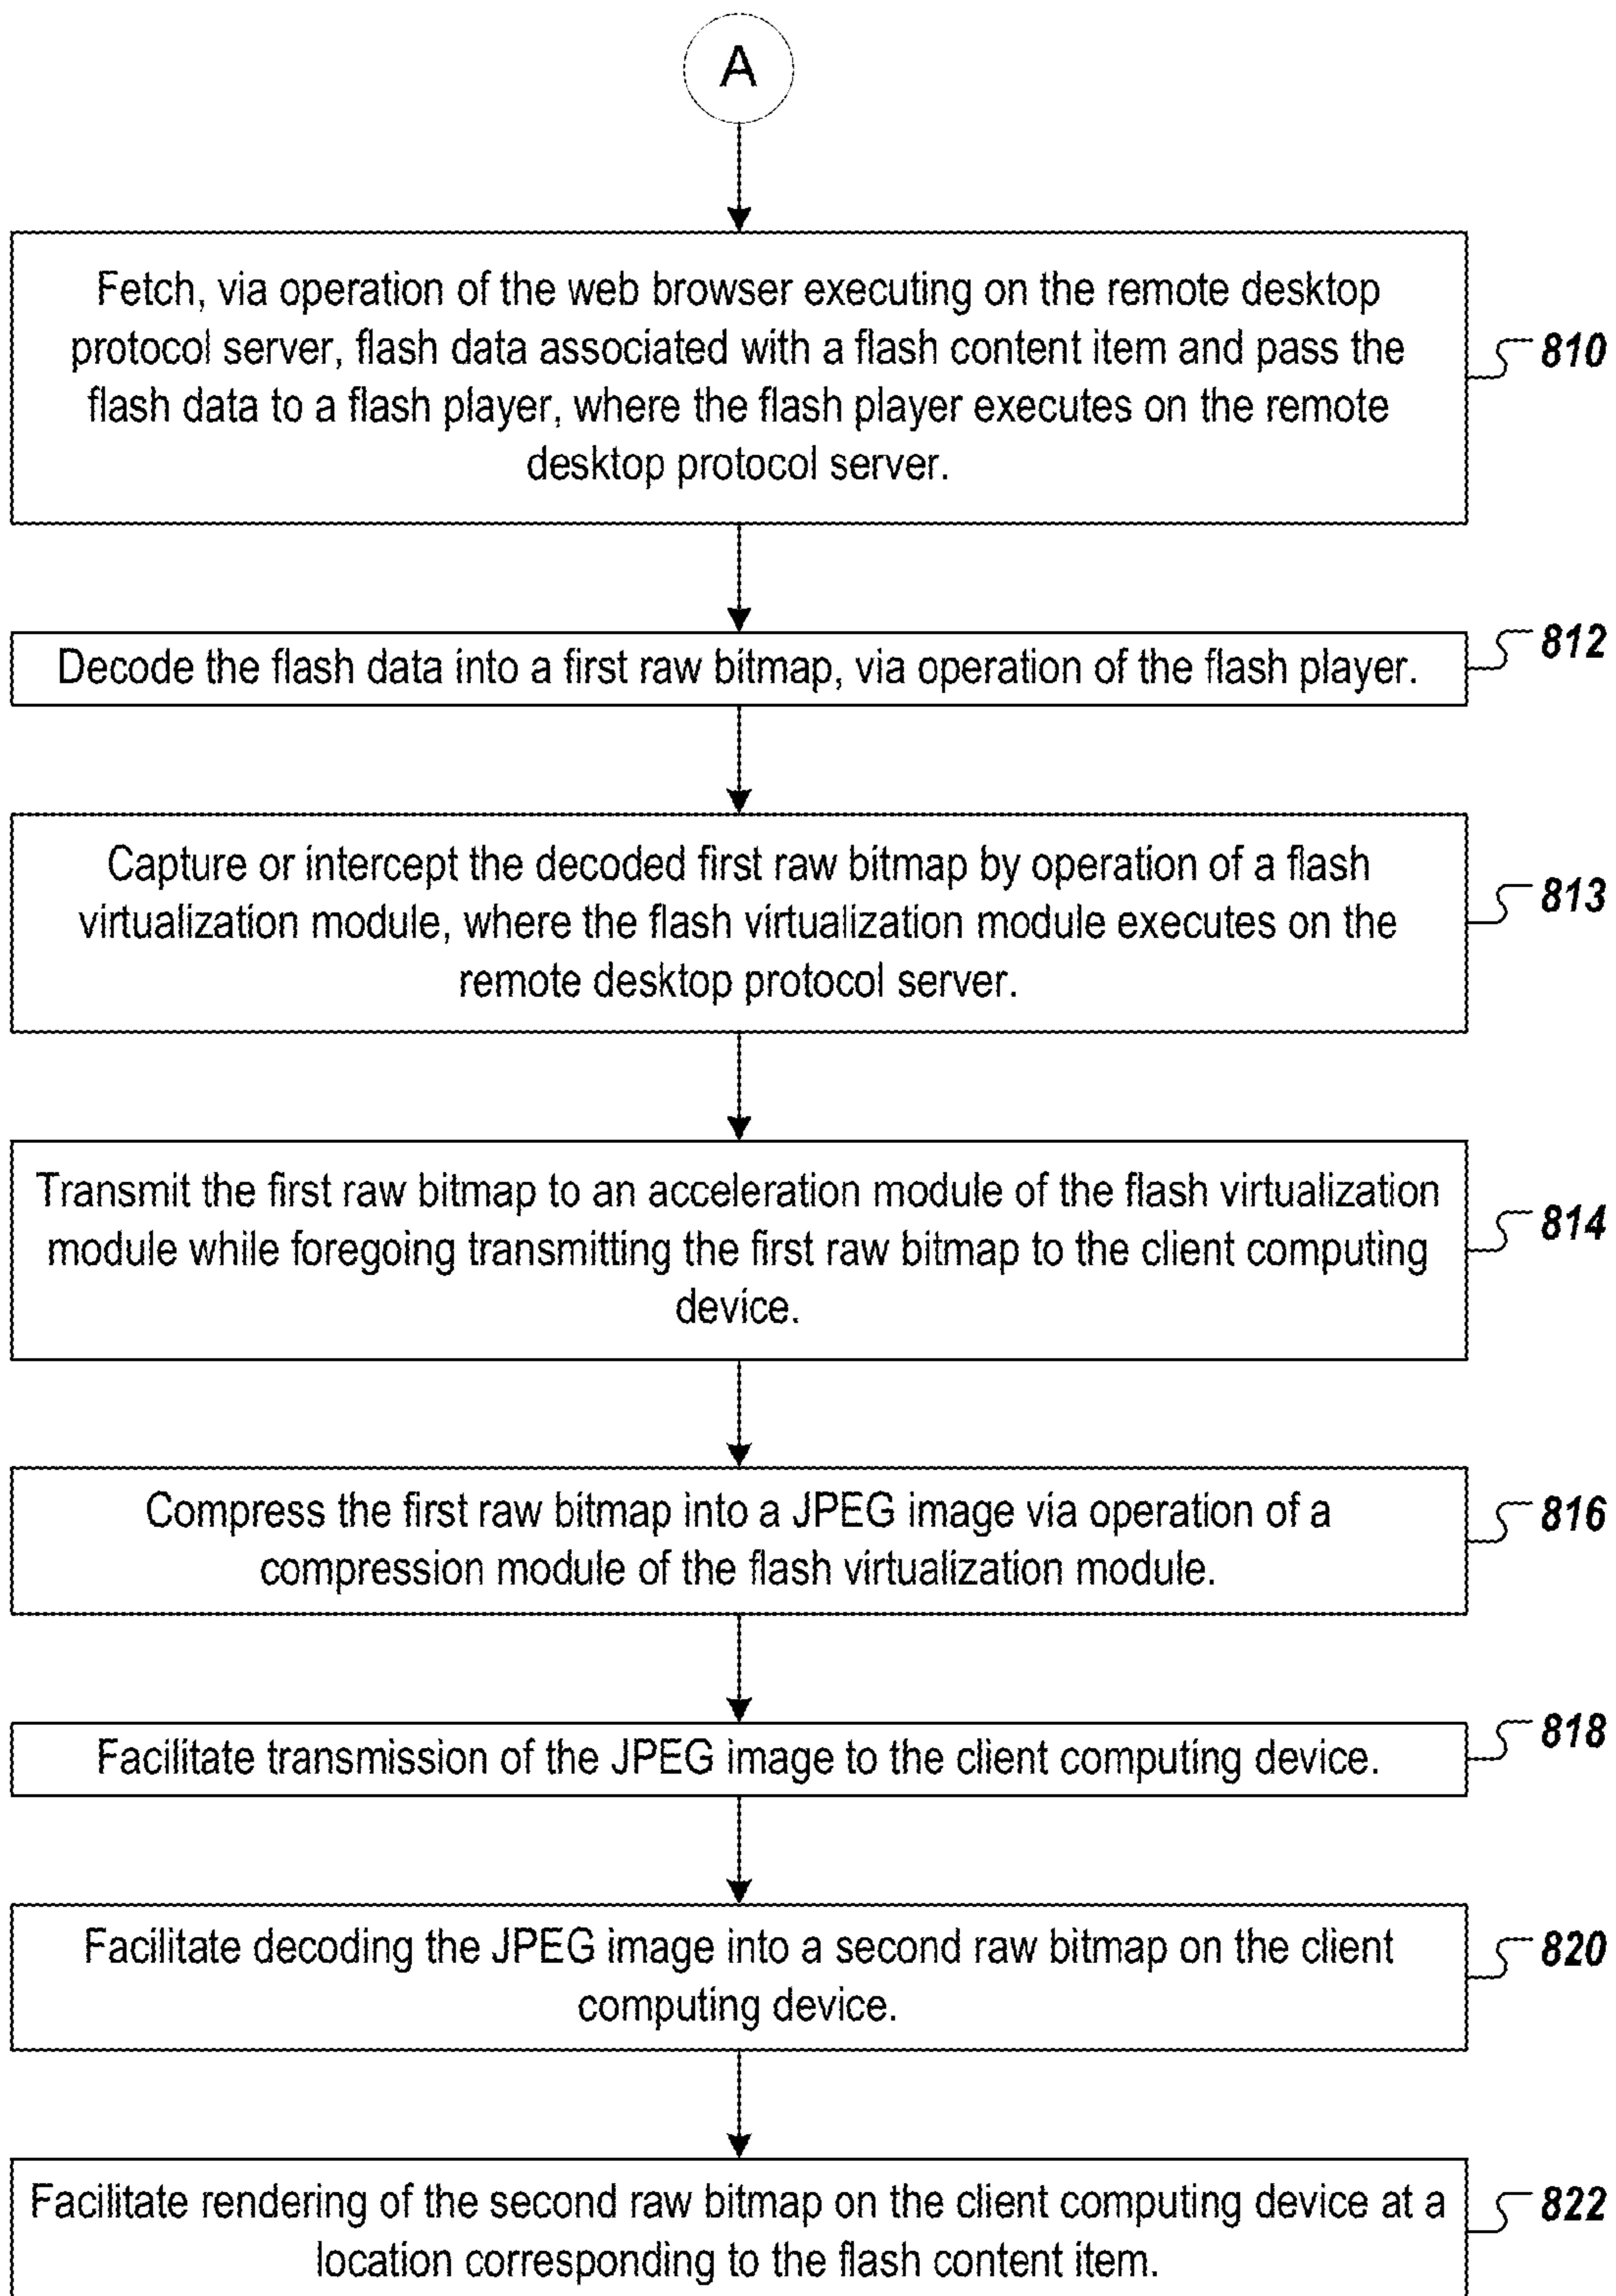 A
Fetch, via operation of the web browser executing on the remote desktop
protocol server, flash data associated with a flash content item and pass the
flash data to a flash player, where the flash player executes on the remote
desktop protocol server.
810
Decode the flash data into a first raw bitmap, via operation of the flash player.
812
Capture or intercept the decoded first raw bitmap by operation of a flash
virtualization module, where the flash virtualization module executes on the
remote desktop protocol server.
813
Transmit the first raw bitmap to an acceleration module of the flash virtualization
module while foregoing transmitting the first raw bitmap to the client computing
device.
814
Compress the first raw bitmap into a JPEG image via operation of a
compression module of the flash virtualization module.
816
Facilitate transmission of the JPEG image to the client computing device.
818
Facilitate decoding the JPEG image into a second raw bitmap on the client
computing device.
820
Facilitate rendering of the second raw bitmap on the client computing device at a
location corresponding to the flash content item.
822